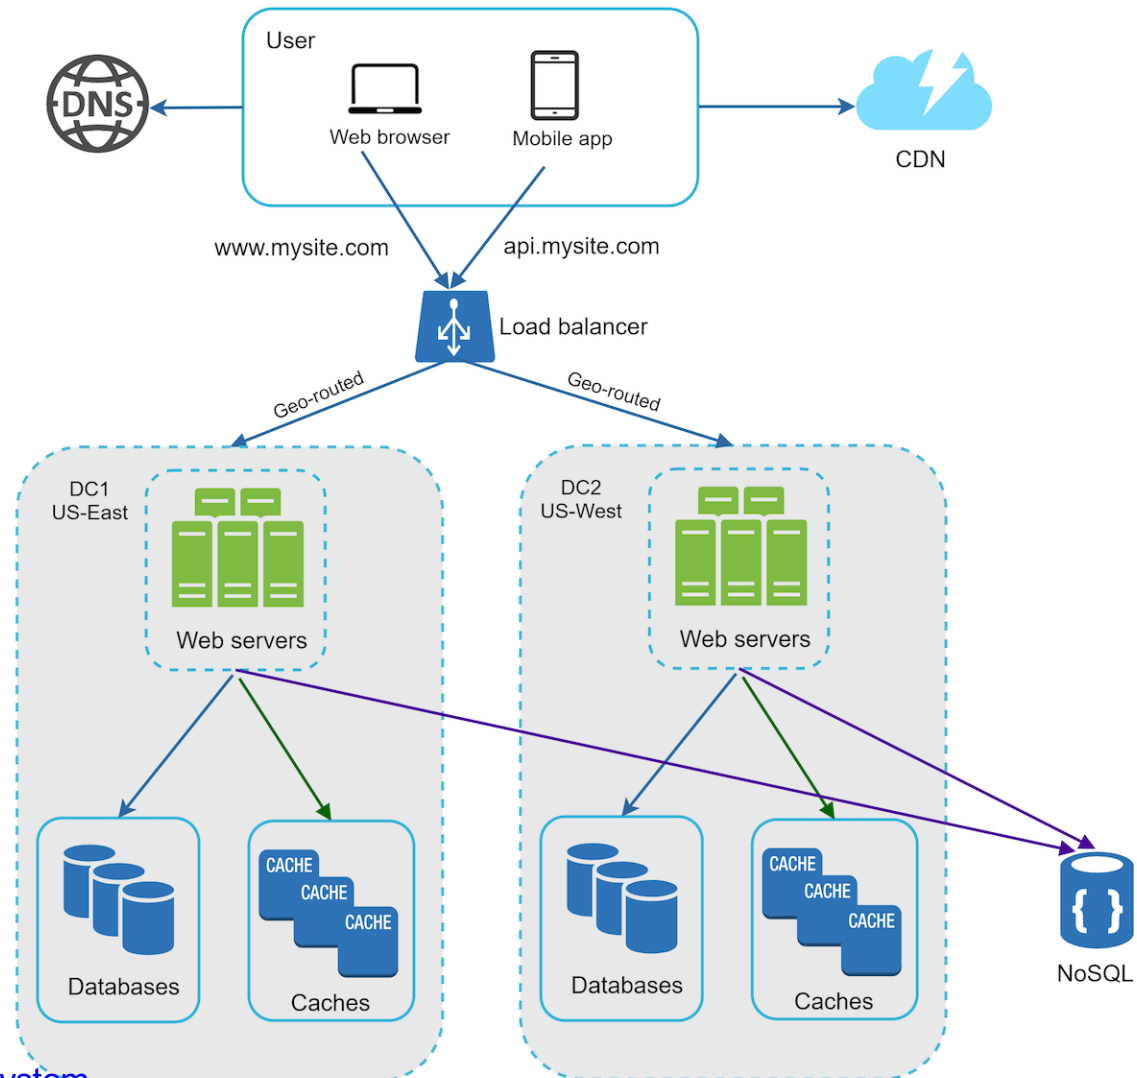 User
DNS
Web browser
Mobile app
CDN
www.mysite.com
api.mysite.com
Load balancer
Geo-routed
Geo-routed
DC1
US-East
Web servers
DC2
US-West
Web servers
CACHE
CACHE
CACHE
Databases
Caches
CACHE
CACHE
CACHE
Databases
Caches
{ }
NoSQL